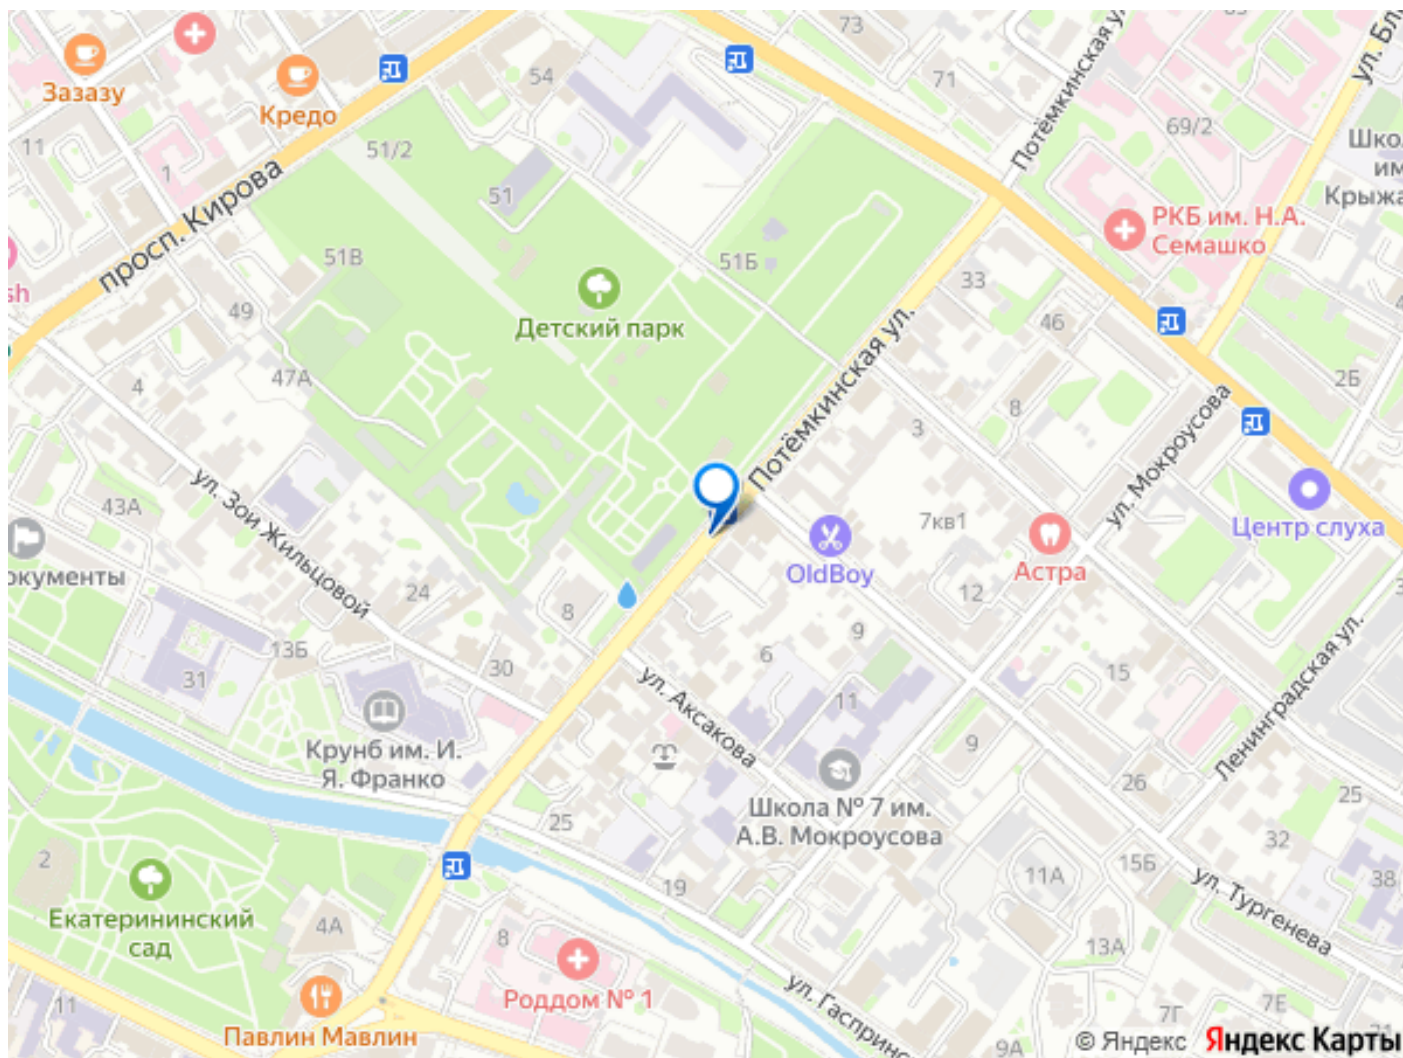 73
Зазазу
Кредо
54
71
Потёмкинская у
ул. Бл
69/2
Шко
им
Крыжа
11
1
51/2
просп. Кирова
51
РКБ им. Н.А.
Семашко
51В
51Б
33
sh
49
Детский парк
46
Потёмкинская ул.
4
47А
2Б
8
3
ул. Мокроусова
ул. Зои Жильцовой
43А
7кв1
Центр слуха
окументы
OldBoy
Астра
24
8
12
13Б
30
6
9
31
15
ул. Аксакова
11
Ленинградская ул.
Крунб им. И.
Я. Франко
9
26
25
Школа № 7 им.
А.В. Мокроусова
25
32
2
19
11А
15Б
38
ул. Тургенева
Екатерининский
сад
4А
8
13А
Роддом № 1
ул. Гасприно
11
7Г
7Е
Павлин Мавлин
9А
© Яндекс Яндекс Карты